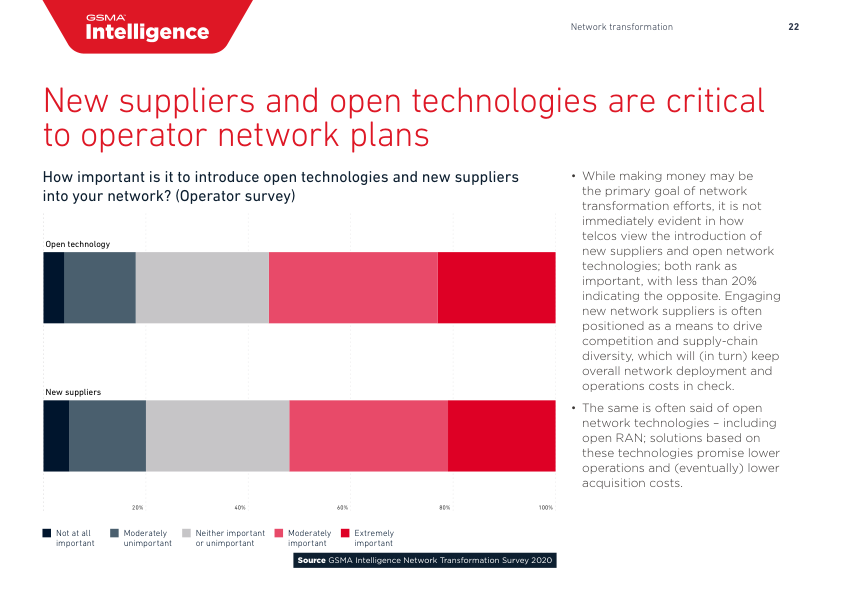 GSMA
Intelligence
Network transformation
22
New suppliers and open technologies are critical
to operator network plans
How important is it to introduce open technologies and new suppliers
into your network? (Operator survey)
Open technology
New suppliers
20%
40%
60%
80%
100%
Not at all
important
Moderately
unimportant
Neither important
or unimportant
Moderately
important
Extremely
important
Source GSMA Intelligence Network Transformation Survey 2020
• While making money may be
the primary goal of network
transformation efforts, it is not
immediately evident in how
telcos view the introduction of
new suppliers and open network
technologies; both rank as
important, with less than 20%
indicating the opposite. Engaging
new network suppliers is often
positioned as a means to drive
competition and supply-chain
diversity, which will (in turn) keep
overall network deployment and
operations costs in check.
• The same is often said of open
network technologies – including
open RAN; solutions based on
these technologies promise lower
operations and (eventually) lower
acquisition costs.